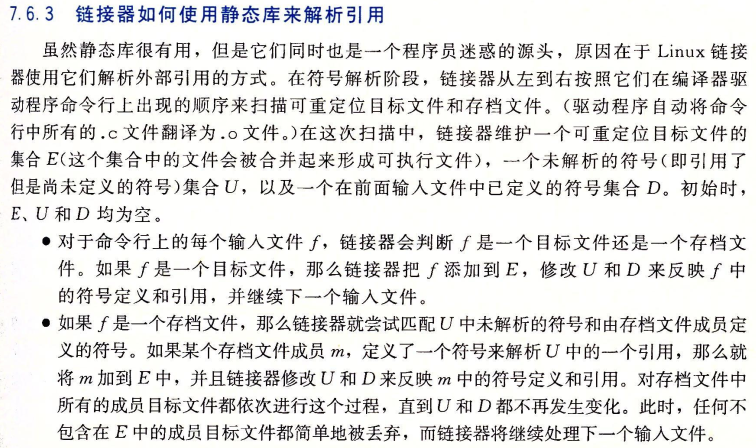 7.6.3 链接器如何使用静态库来解析引用
虽然静态库很有用，但是它们同时也是一个程序员迷惑的源头，原因在于 Linux 链接
器使用它们解析外部引用的方式。在符号解析阶段，链接器从左到右按照它们在编译器驱
动程序命令行上出现的顺序来扫描可重定位目标文件和存档文件。（驱动程序自动将命令
行中所有的.c 文件翻译为.o 文件。）在这次扫描中，链接器维护一个可重定位目标文件的
集合 E(这个集合中的文件会被合并起来形成可执行文件)，一个未解析的符号(即引用了
但是尚未定义的符号)集合 U，以及一个在前面输入文件中已定义的符号集合 D。初始时，
E、U 和 D 均为空。
● 对于命令行上的每个输入文件 f，链接器会判断 f 是一个目标文件还是一个存档文
件。如果 f 是一个目标文件，那么链接器把 f 添加到 E，修改 U 和 D 来反映 f 中
的符号定义和引用，并继续下一个输入文件。
● 如果 f 是一个存档文件，那么链接器就尝试匹配 U 中未解析的符号和由存档文件成员定
义的符号。如果某个存档文件成员 m，定义了一个符号来解析 U 中的一个引用，那么就
将 m 加到 E 中，并且链接器修改 U 和 D 来反映 m 中的符号定义和引用。对存档文件中
所有的成员目标文件都依次进行这个过程，直到 U 和 D 都不再发生变化。此时，任何不
包含在 E 中的成员目标文件都简单地被丢弃，而链接器将继续处理下一个输入文件。